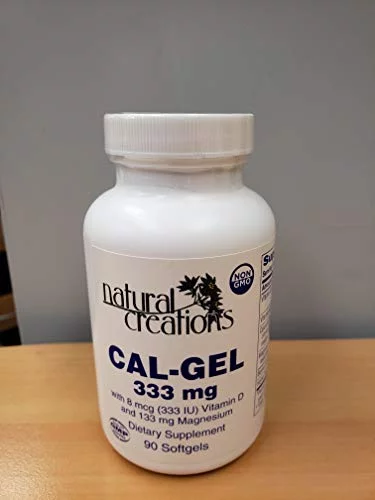 natural
creations
NON
GMO
CAL-GEL
333 mg
with 8 mcg (333 IU) Vitamin D
and 133 mg Magnesium
Dietary Supplement
90 Softgels
GMP